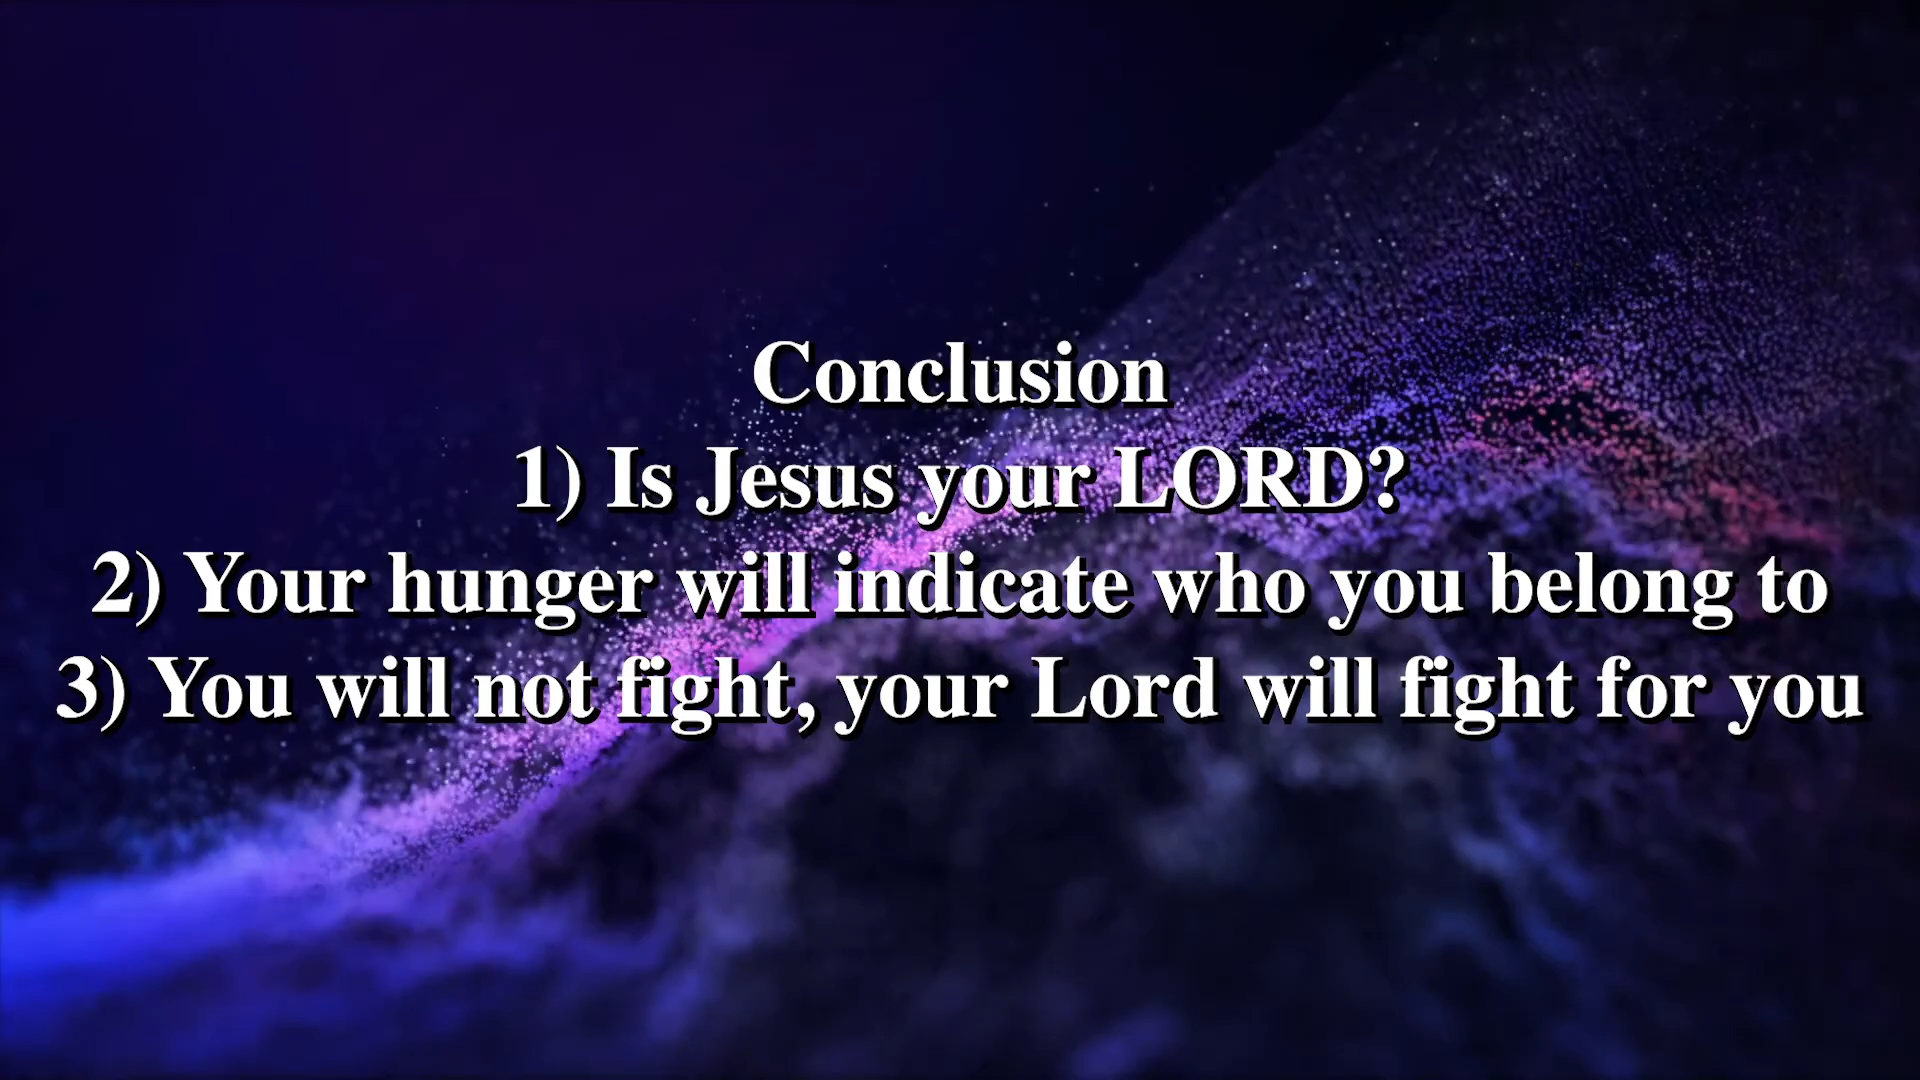 Conclusion
1) Is Jesus your LORD?
2) Your hunger will indicate who you belong to
3) You will not fight, your Lord will fight for you